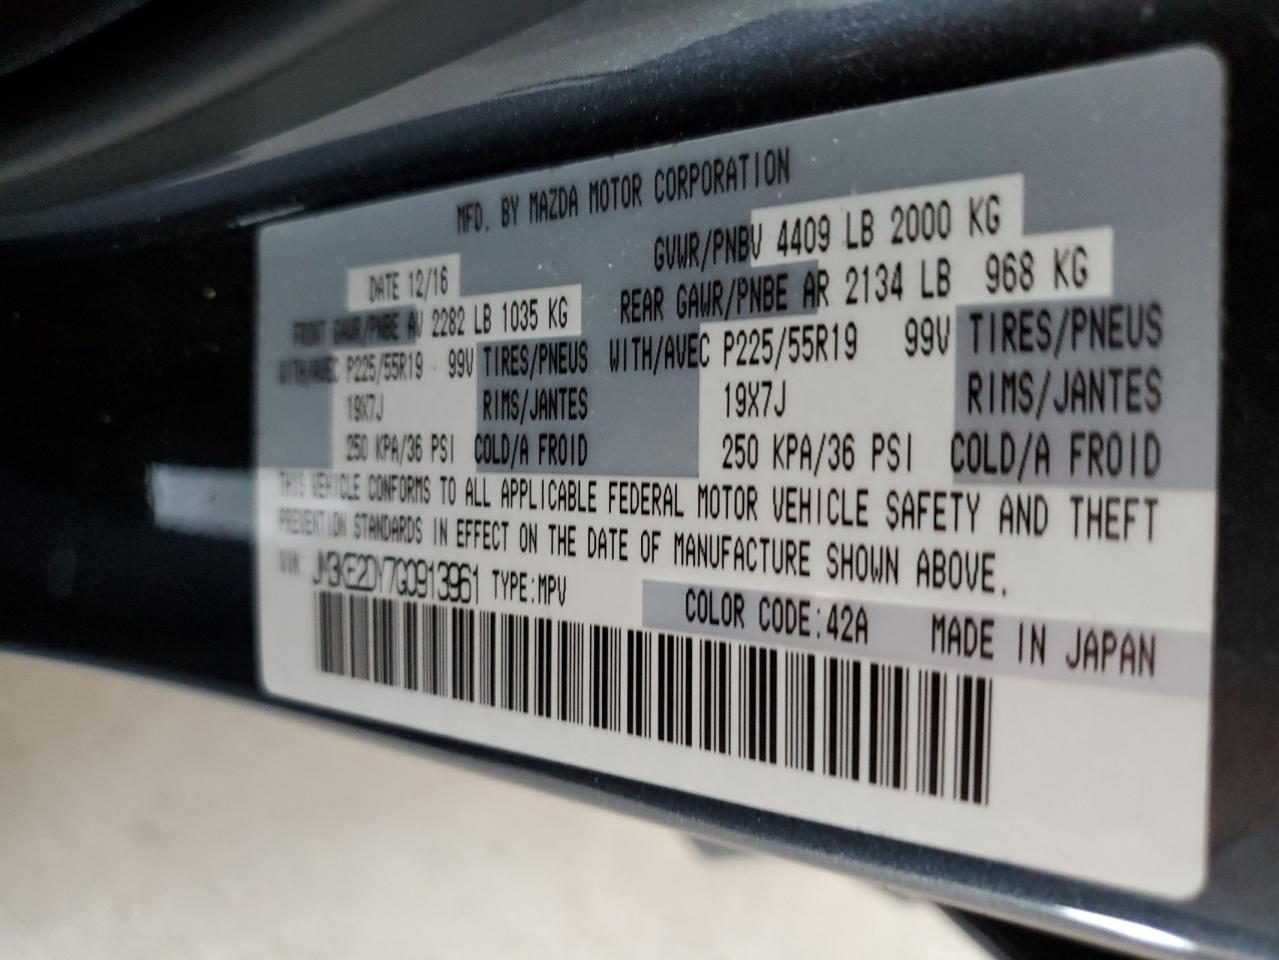 MFD. BY MAZDA MOTOR CORPORATION
DATE 12/16 GVWR/PNBV 4409 LB 2000 KG
FRONT GAWR/PNBE AV 2282 LB 1035 KG REAR GAWR/PNBE AR 2134 LB 968 KG
WITH/AVEC P225/55R19 99V TIRES/PNEUS WITH/AVEC P225/55R19 99V TIRES/PNEUS
19X7J RIMS/JANTES 19X7J RIMS/JANTES
250 KPA/36 PSI COLD/A FROID 250 KPA/36 PSI COLD/A FROID
THIS VEHICLE CONFORMS TO ALL APPLICABLE FEDERAL MOTOR VEHICLE SAFETY AND THEFT
PREVENTION STANDARDS IN EFFECT ON THE DATE OF MANUFACTURE SHOWN ABOVE.
VIN: JM3KE2DY7G0913961 TYPE:MPV COLOR CODE:42A MADE IN JAPAN